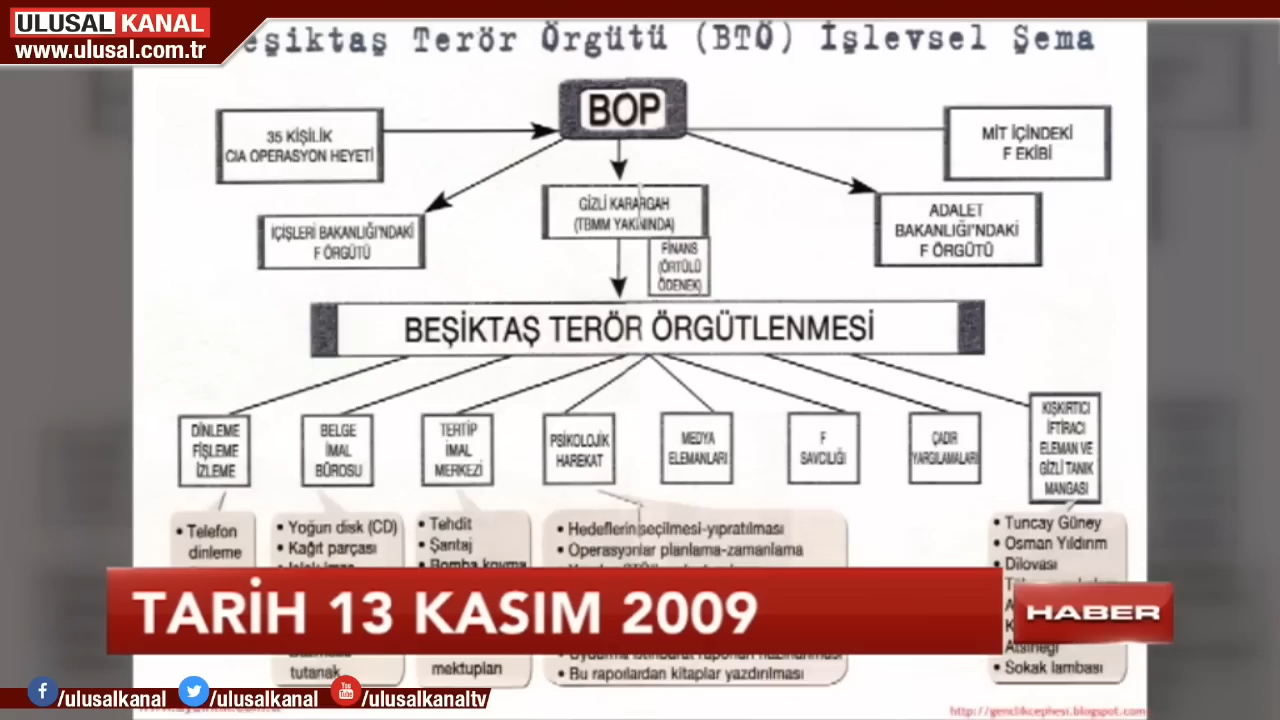 ULUSAL KANAL
www.ulusal.com.tr
eşiktaş Terör Örgütü (BTÖ) İşlevsel Şema
BOP
35 KİŞİLİK
CIA OPERASYON HEYETİ
MİT İÇİNDEKİ
F EKİBİ
İÇİŞLERİ BAKANLIĞI'NDAKİ
F ÖRGÜTÜ
GİZLİ KARARGAH
(TBMM YAKININDA)
ADALET
BAKANLIĞI'NDAKİ
F ÖRGÜTÜ
FİNANS
(ÖRTÜLÜ
ÖDENEK)
BEŞİKTAŞ TERÖR ÖRGÜTLENMESİ
DİNLEME
FİŞLEME
İZLEME
BELGE
İMAL
BÜROSU
TERTİP
İMAL
MERKEZİ
PSİKOLOJİK
HAREKAT
MEDYA
ELEMANLARI
F
SAVCILIĞI
ÇADIR
YARGILAMALARI
KIŞKIRTICI
İFTİRACI
ELEMAN VE
GİZLİ TANIK
MANGASI
• Telefon
dinleme
• Yoğun disk (CD)
• Kağıt parçası
• Tehdit
• Şantaj
• Bomba koyma
• Hedeflerin seçilmesi-yıpratılması
• Operasyonlar planlama-zamanlama
• Tuncay Güney
• Osman Yıldırım
• Dilovası
TARİH 13 KASIM 2009
HABER
tutanak
mektupları
• Bu raporlardan kitaplar yazdırılması
• Sokak lambası
/ulusalkanal
/ulusalkanal
/ulusalkanaltv
http://genclikcephesi.blogspot.com